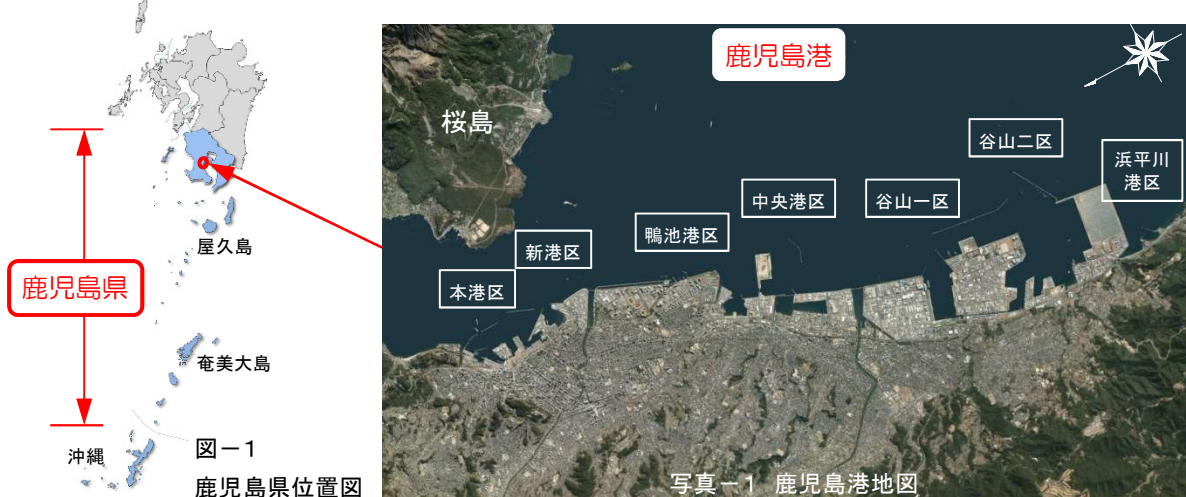 鹿児島県
屋久島
奄美大島
沖縄
図－1
鹿児島県位置図
鹿児島港
桜島
本港区
新港区
鴨池港区
中央港区
谷山一区
谷山二区
浜平川
港区
写真－1 鹿児島港地図